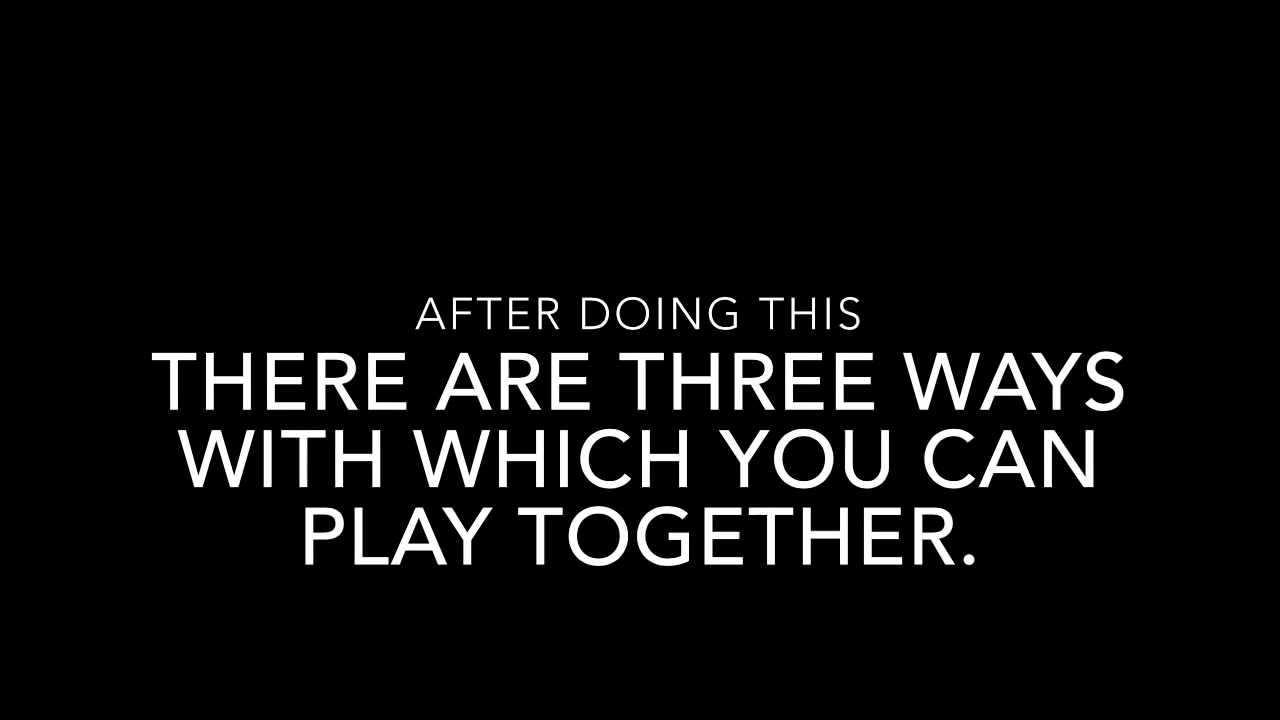 AFTER DOING THIS
THERE ARE THREE WAYS
WITH WHICH YOU CAN
PLAY TOGETHER.